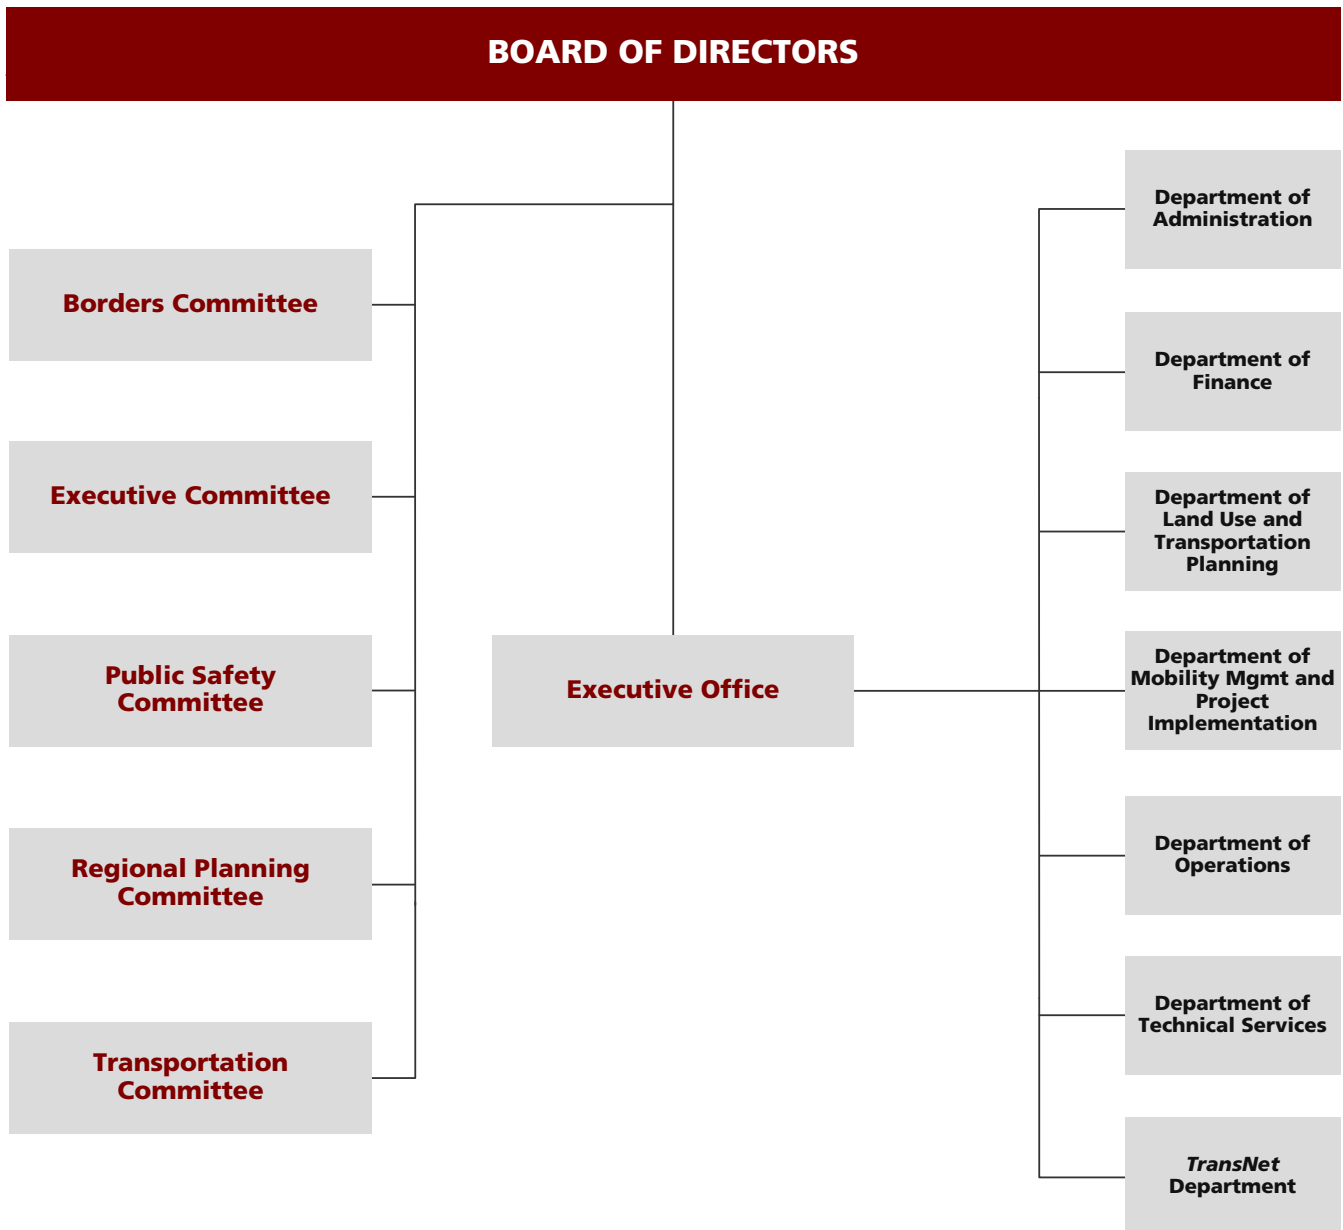 BOARD OF DIRECTORS
Borders Committee
Executive Committee
Public Safety
Committee
Regional Planning
Committee
Transportation
Committee
Executive Office
Department of
Administration
Department of
Finance
Department of
Land Use and
Transportation
Planning
Department of
Mobility Mgmt and
Project
Implementation
Department of
Operations
Department of
Technical Services
TransNet
Department